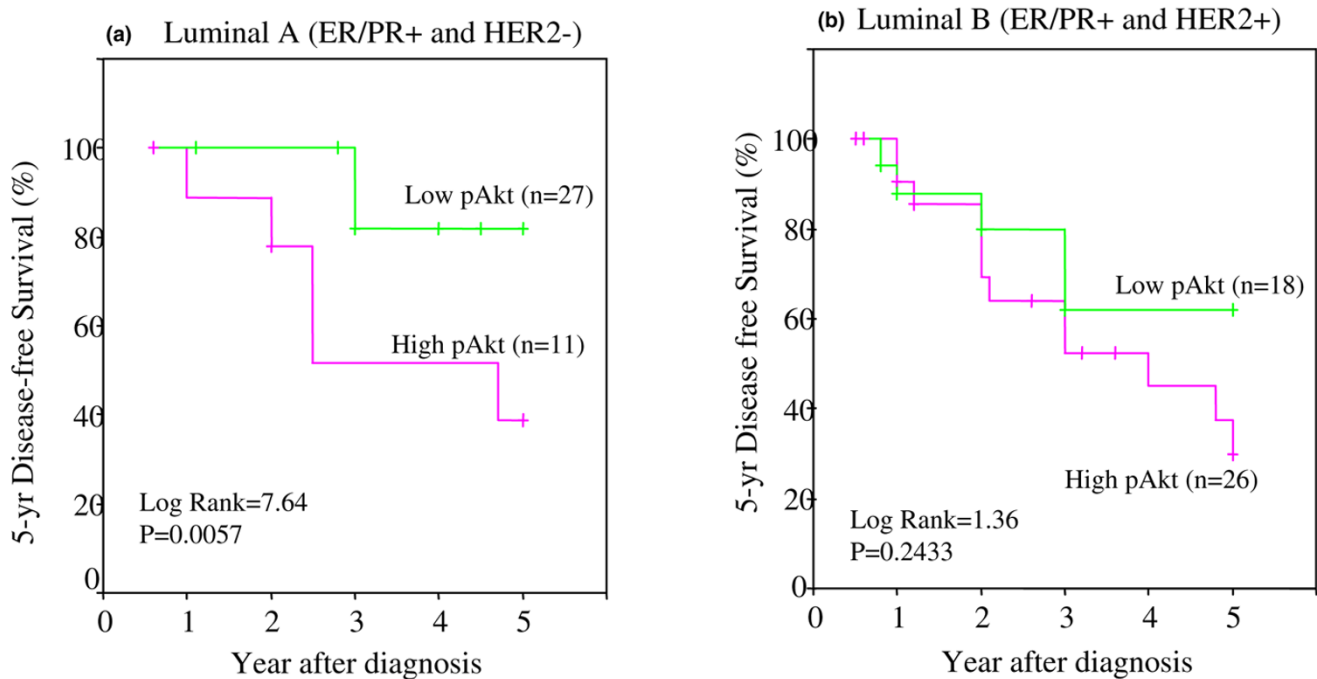 (a) Luminal A (ER/PR+ and HER2-)
5-yr Disease-free Survival (%)
100
80
60
40
20
0
Low pAkt (n=27)
High pAkt (n=11)
Log Rank=7.64
P=0.0057
0 1 2 3 4 5
Year after diagnosis
(b) Luminal B (ER/PR+ and HER2+)
5-yr Disease free Survival (%)
100
80
60
40
20
0
Low pAkt (n=18)
High pAkt (n=26)
Log Rank=1.36
P=0.2433
0 1 2 3 4 5
Year after diagnosis